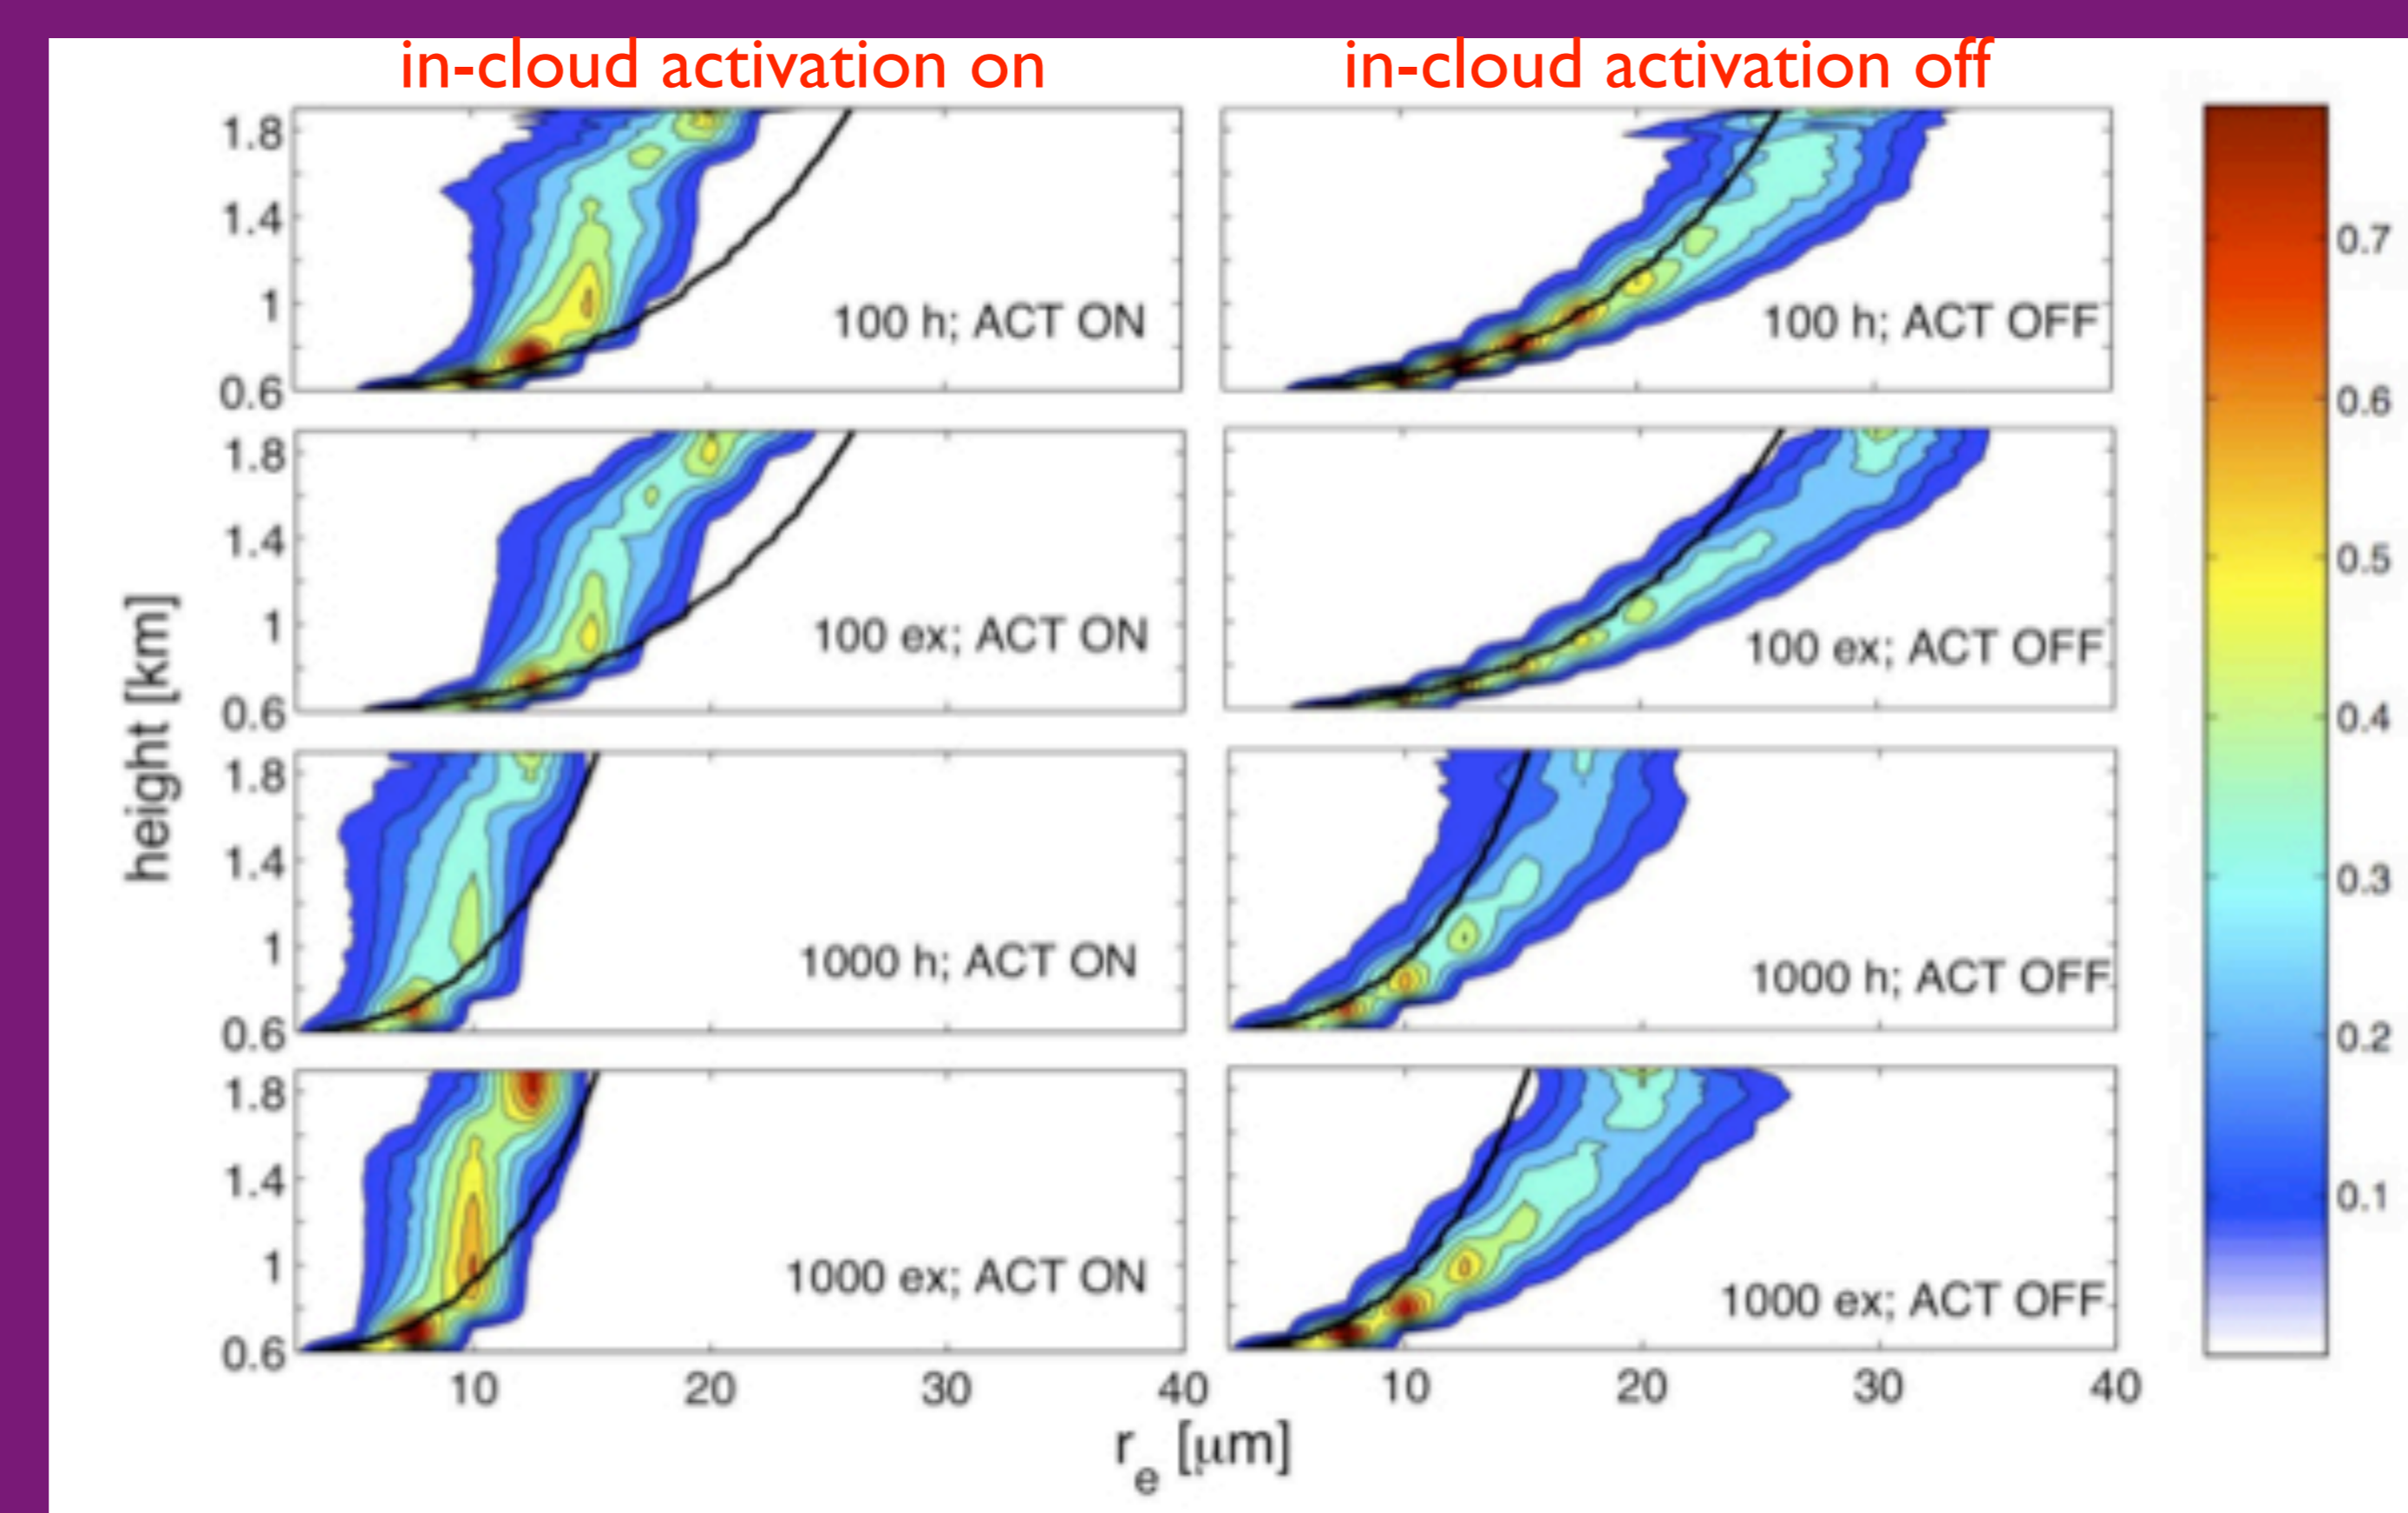 in-cloud activation on
in-cloud activation off
1.8
1.4
1
0.6
100 h; ACT ON
100 h; ACT OFF
1.8
1.4
1
0.6
100 ex; ACT ON
100 ex; ACT OFF
1.8
1.4
1
0.6
1000 h; ACT ON
1000 h; ACT OFF
1.8
1.4
1
0.6
1000 ex; ACT ON
1000 ex; ACT OFF
height [km]
10 20 30 40
10 20 30 40
re [μm]
0.7
0.6
0.5
0.4
0.3
0.2
0.1